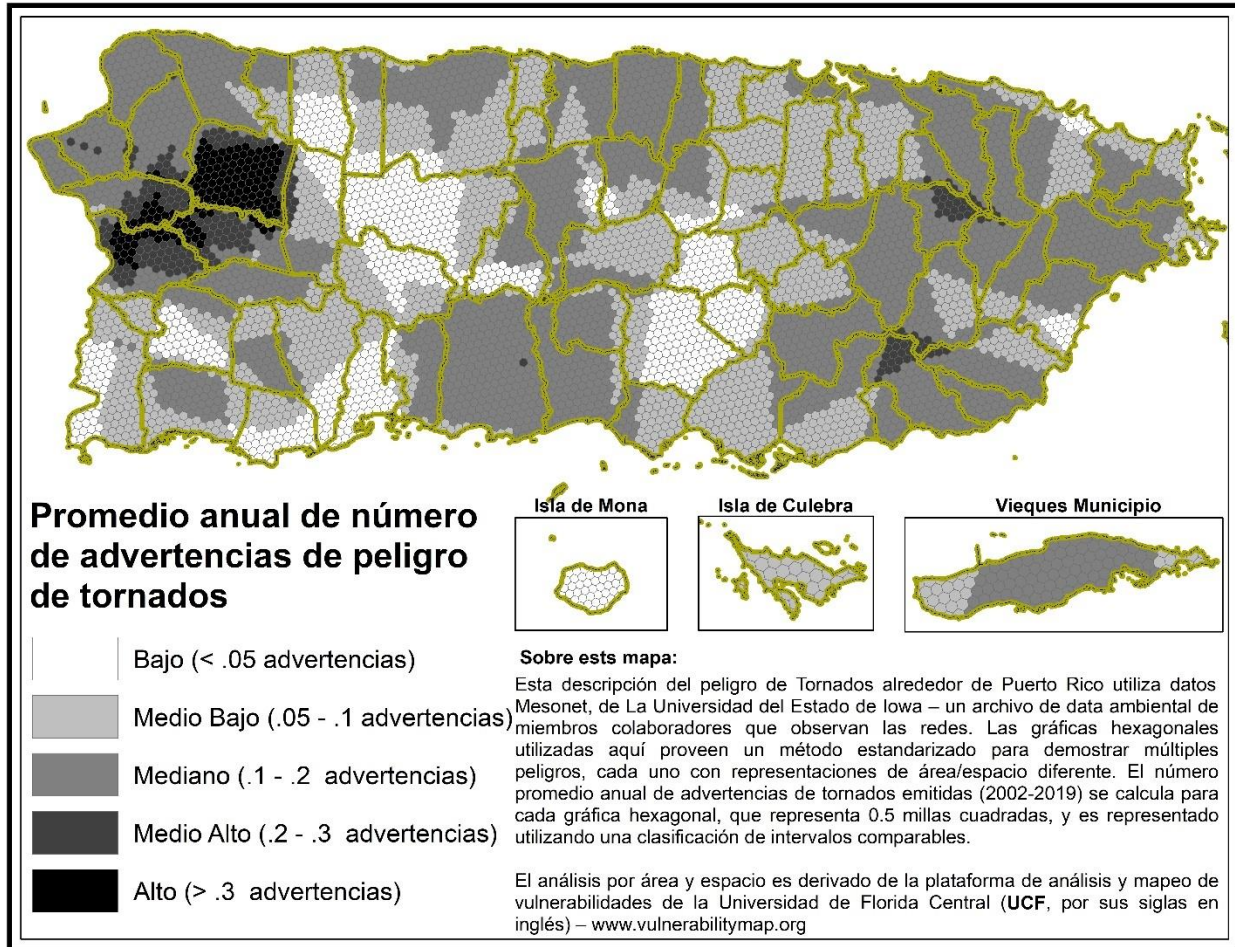 Promedio anual de número
de advertencias de peligro
de tornados
Bajo (< .05 advertencias)
Medio Bajo (.05 - .1 advertencias)
Mediano (.1 - .2 advertencias)
Medio Alto (.2 - .3 advertencias)
Alto (> .3 advertencias)
Isla de Mona
Isla de Culebra
Vieques Municipio
Sobre ests mapa:
Esta descripción del peligro de Tornados alrededor de Puerto Rico utiliza datos
Mesonet, de La Universidad del Estado de Iowa – un archivo de data ambiental de
miembros colaboradores que observan las redes. Las gráficas hexagonales
utilizadas aquí proveen un método estandarizado para demostrar múltiples
peligros, cada uno con representaciones de área/espacio diferente. El número
promedio anual de advertencias de tornados emitidas (2002-2019) se calcula para
cada gráfica hexagonal, que representa 0.5 millas cuadradas, y es representado
utilizando una clasificación de intervalos comparables.
El análisis por área y espacio es derivado de la plataforma de análisis y mapeo de
vulnerabilidades de la Universidad de Florida Central (UCF, por sus siglas en
inglés) – www.vulnerabilitymap.org